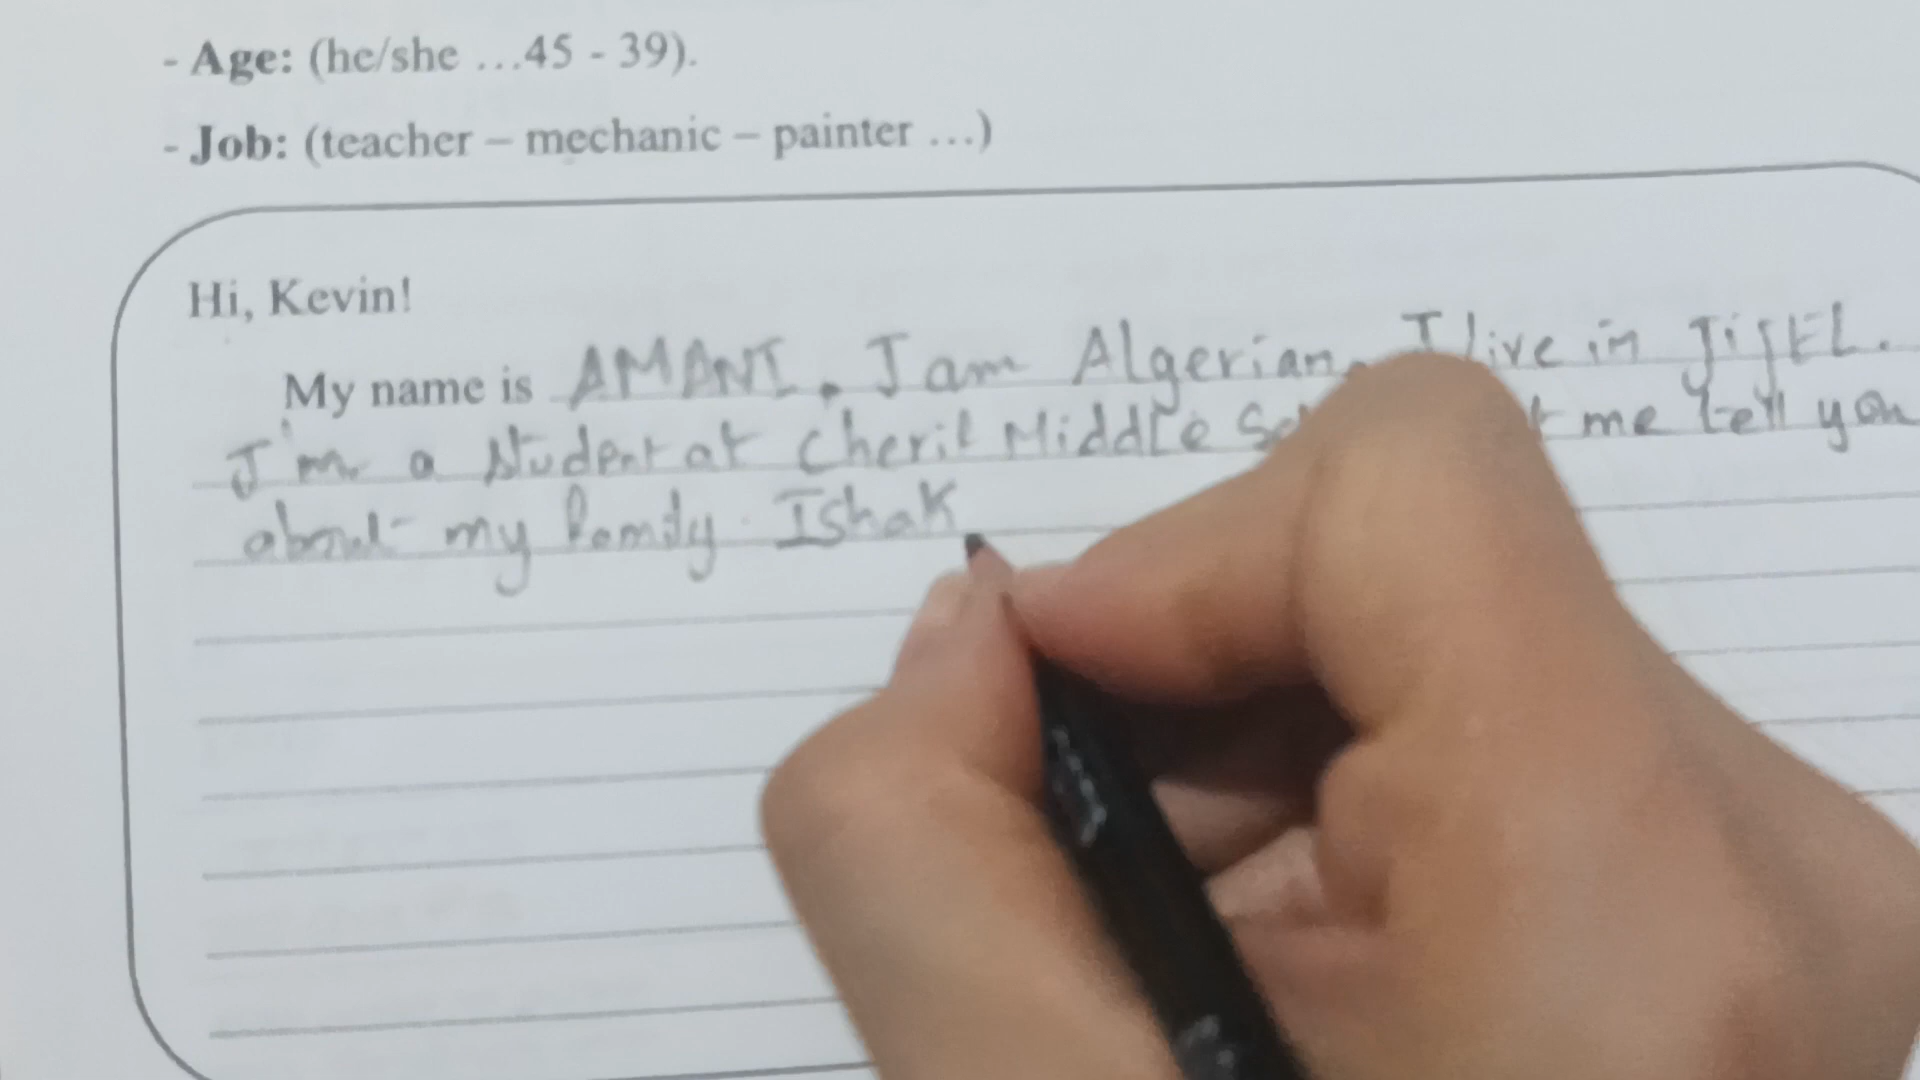 - Age: (he/she ...45 - 39).
- Job: (teacher – mechanic – painter ...)
Hi, Kevin!
My name is AMANI. I am Algerian. I live in JiJEL.
I'm a student at Cherif Middle me tell you
about my family. Ishak